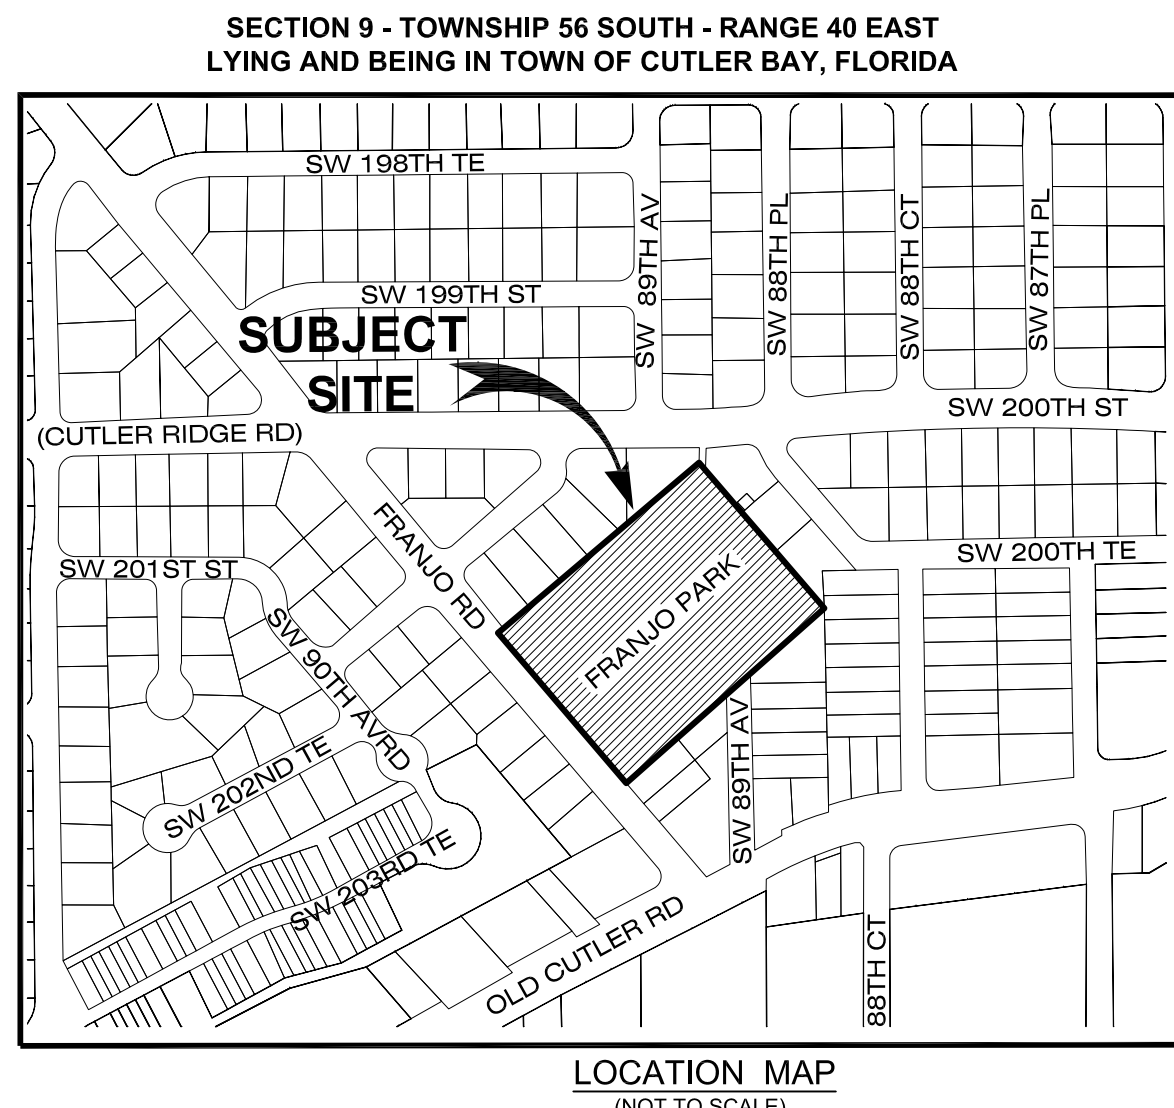 SECTION 9 - TOWNSHIP 56 SOUTH - RANGE 40 EAST
LYING AND BEING IN TOWN OF CUTLER BAY, FLORIDA
SW 198TH TE
SW 89TH AV
SW 88TH PL
SW 88TH CT
SW 87TH PL
SW 199TH ST
SUBJECT
SITE
SW 200TH ST
(CUTLER RIDGE RD)
FRANJO RD
SW 200TH TE
SW 201ST ST
FRANJO PARK
SW 90TH AVRD
SW 89TH AV
SW 202ND TE
SW 203RD TE
OLD CUTLER RD
88TH CT
LOCATION MAP
(NOT TO SCALE)